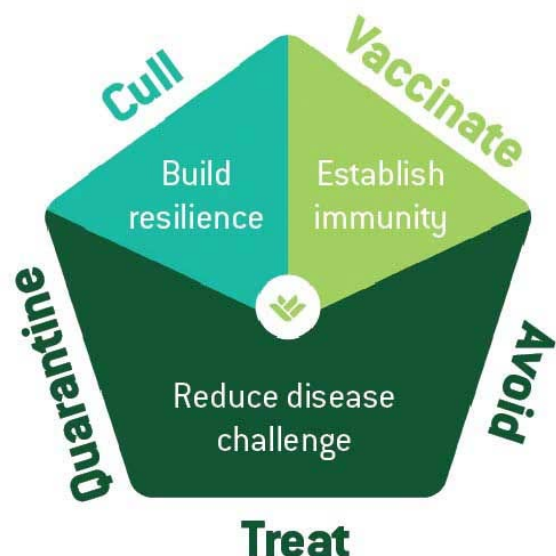 Cull
Vaccinate
Build
resilience
Establish
immunity
Quarantine
Avoid
Reduce disease
challenge
Treat